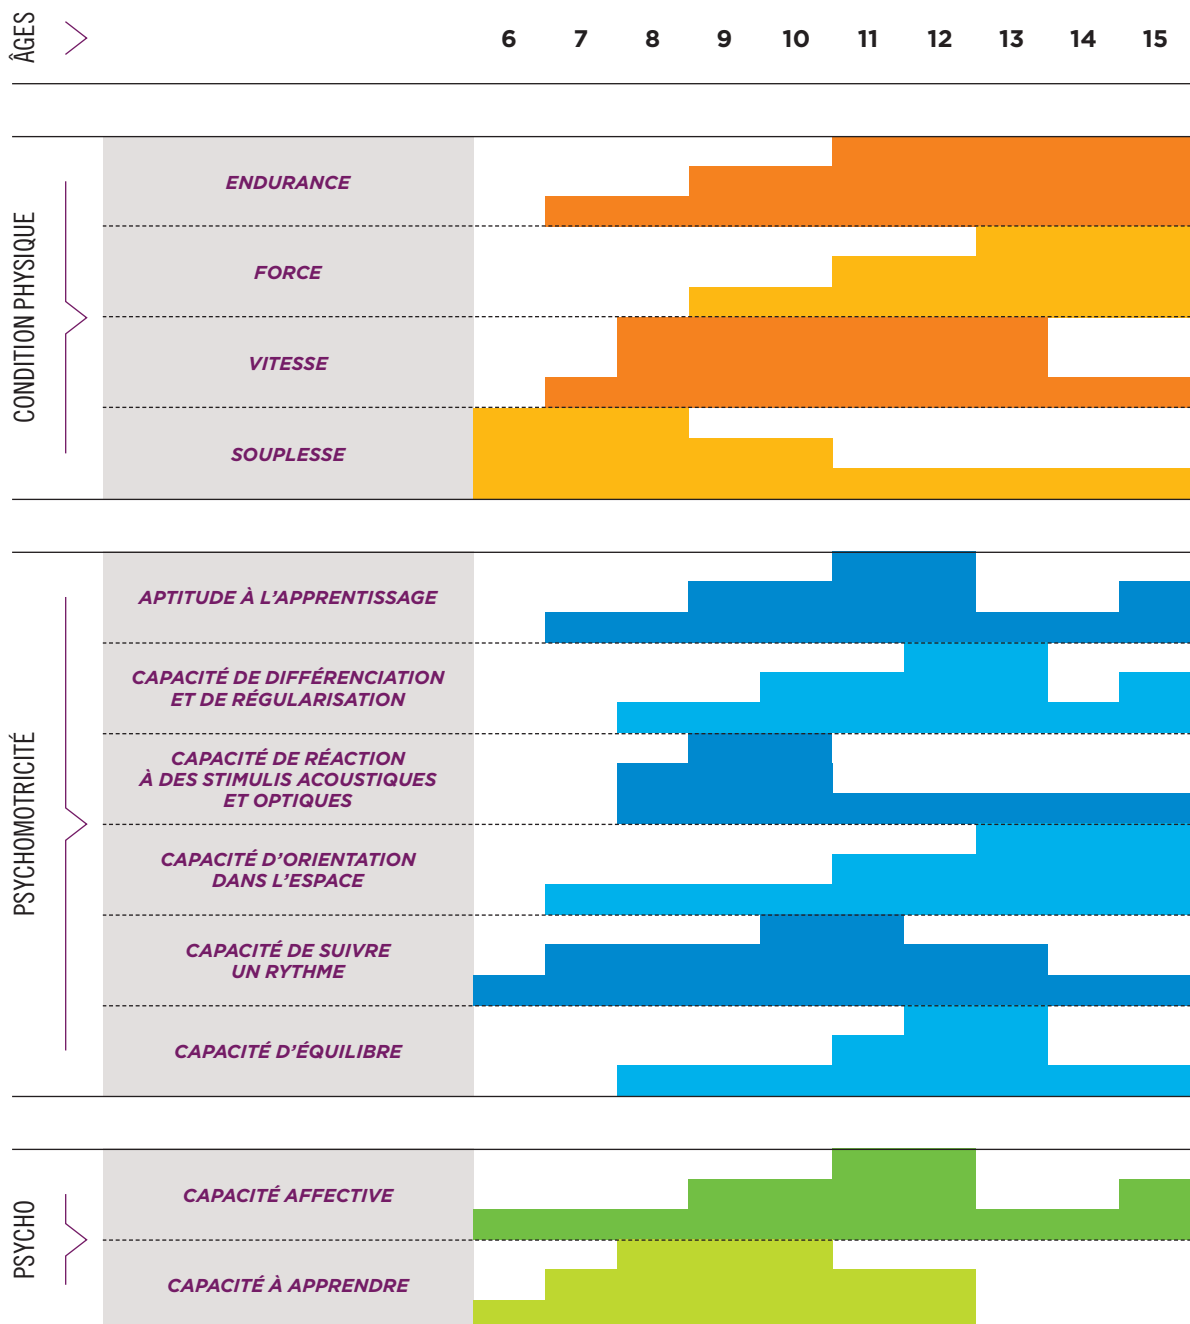 ÂGES
6 7 8 9 10 11 12 13 14 15
CONDITION PHYSIQUE
ENDURANCE
FORCE
VITESSE
SOUPLESSE
PSYCHOMOTRICITÉ
APTITUDE À L'APPRENTISSAGE
CAPACITÉ DE DIFFÉRENCIATION
ET DE RÉGULARISATION
CAPACITÉ DE RÉACTION
À DES STIMULIS ACOUSTIQUES
ET OPTIQUES
CAPACITÉ D'ORIENTATION
DANS L'ESPACE
CAPACITÉ DE SUIVRE
UN RYTHME
CAPACITÉ D'ÉQUILIBRE
PSYCHO
CAPACITÉ AFFECTIVE
CAPACITÉ À APPRENDRE